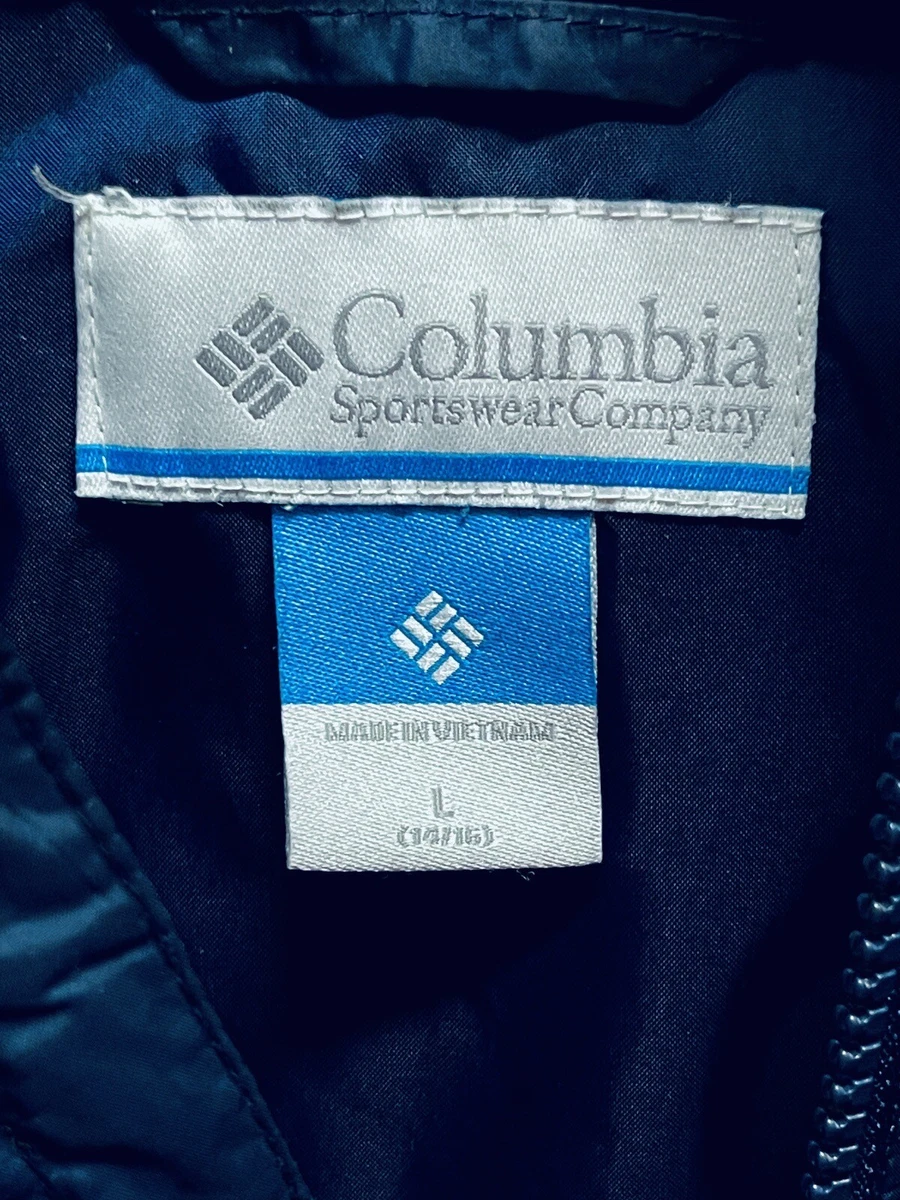 Columbia
Sportswear Company
MADE IN VIETNAM
L
(14/16)